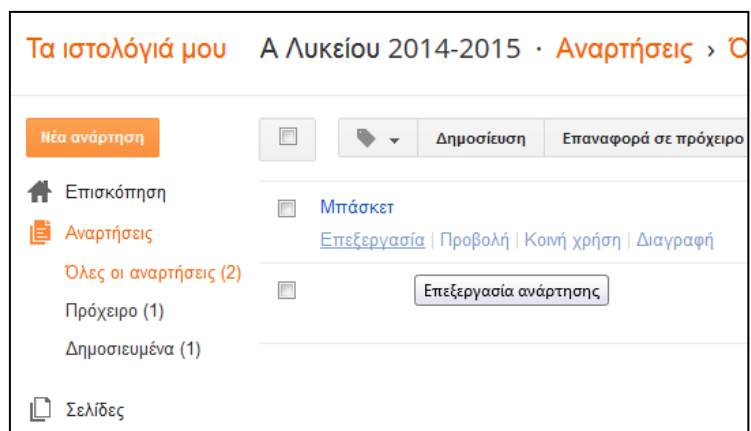 Τα ιστολόγιά μου Α Λυκείου 2014-2015 · Αναρτήσεις ›
Νέα ανάρτηση
Δημοσίευση Επαναφορά σε πρόχειρο
Επισκόπηση
Μπάσκετ
Αναρτήσεις
Επεξεργασία | Προβολή | Κοινή χρήση | Διαγραφή
Όλες οι αναρτήσεις (2)
Επεξεργασία ανάρτησης
Πρόχειρο (1)
Δημοσιευμένα (1)
Σελίδες